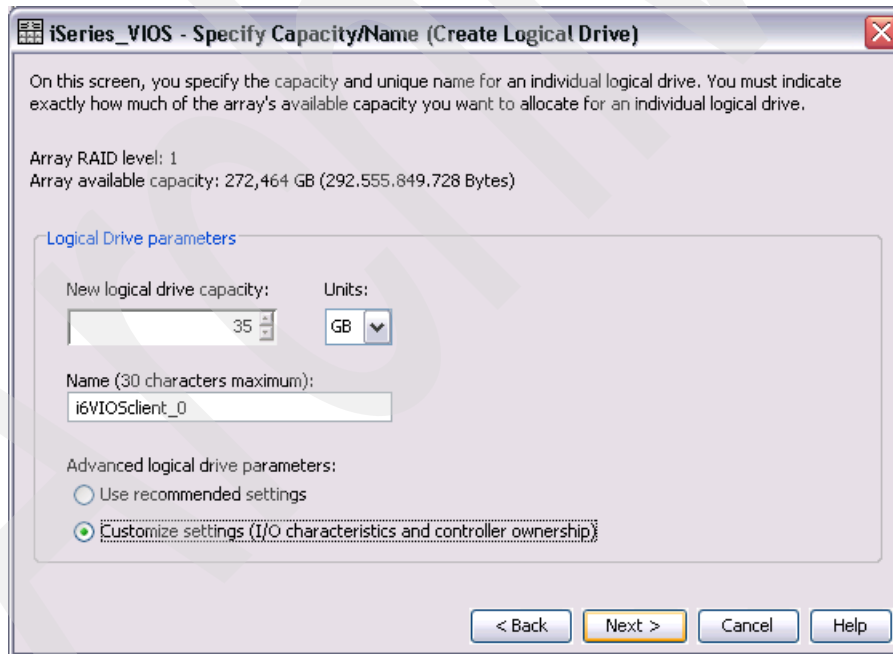 iSeries_VIOS - Specify Capacity/Name (Create Logical Drive)
On this screen, you specify the capacity and unique name for an individual logical drive. You must indicate
exactly how much of the array's available capacity you want to allocate for an individual logical drive.
Array RAID level: 1
Array available capacity: 272,464 GB (292.555.849.728 Bytes)
Logical Drive parameters
New logical drive capacity: Units:
35 GB
Name (30 characters maximum):
i6VIOSclient_0
Advanced logical drive parameters:
Use recommended settings
Customize settings (I/O characteristics and controller ownership)
< Back Next > Cancel Help